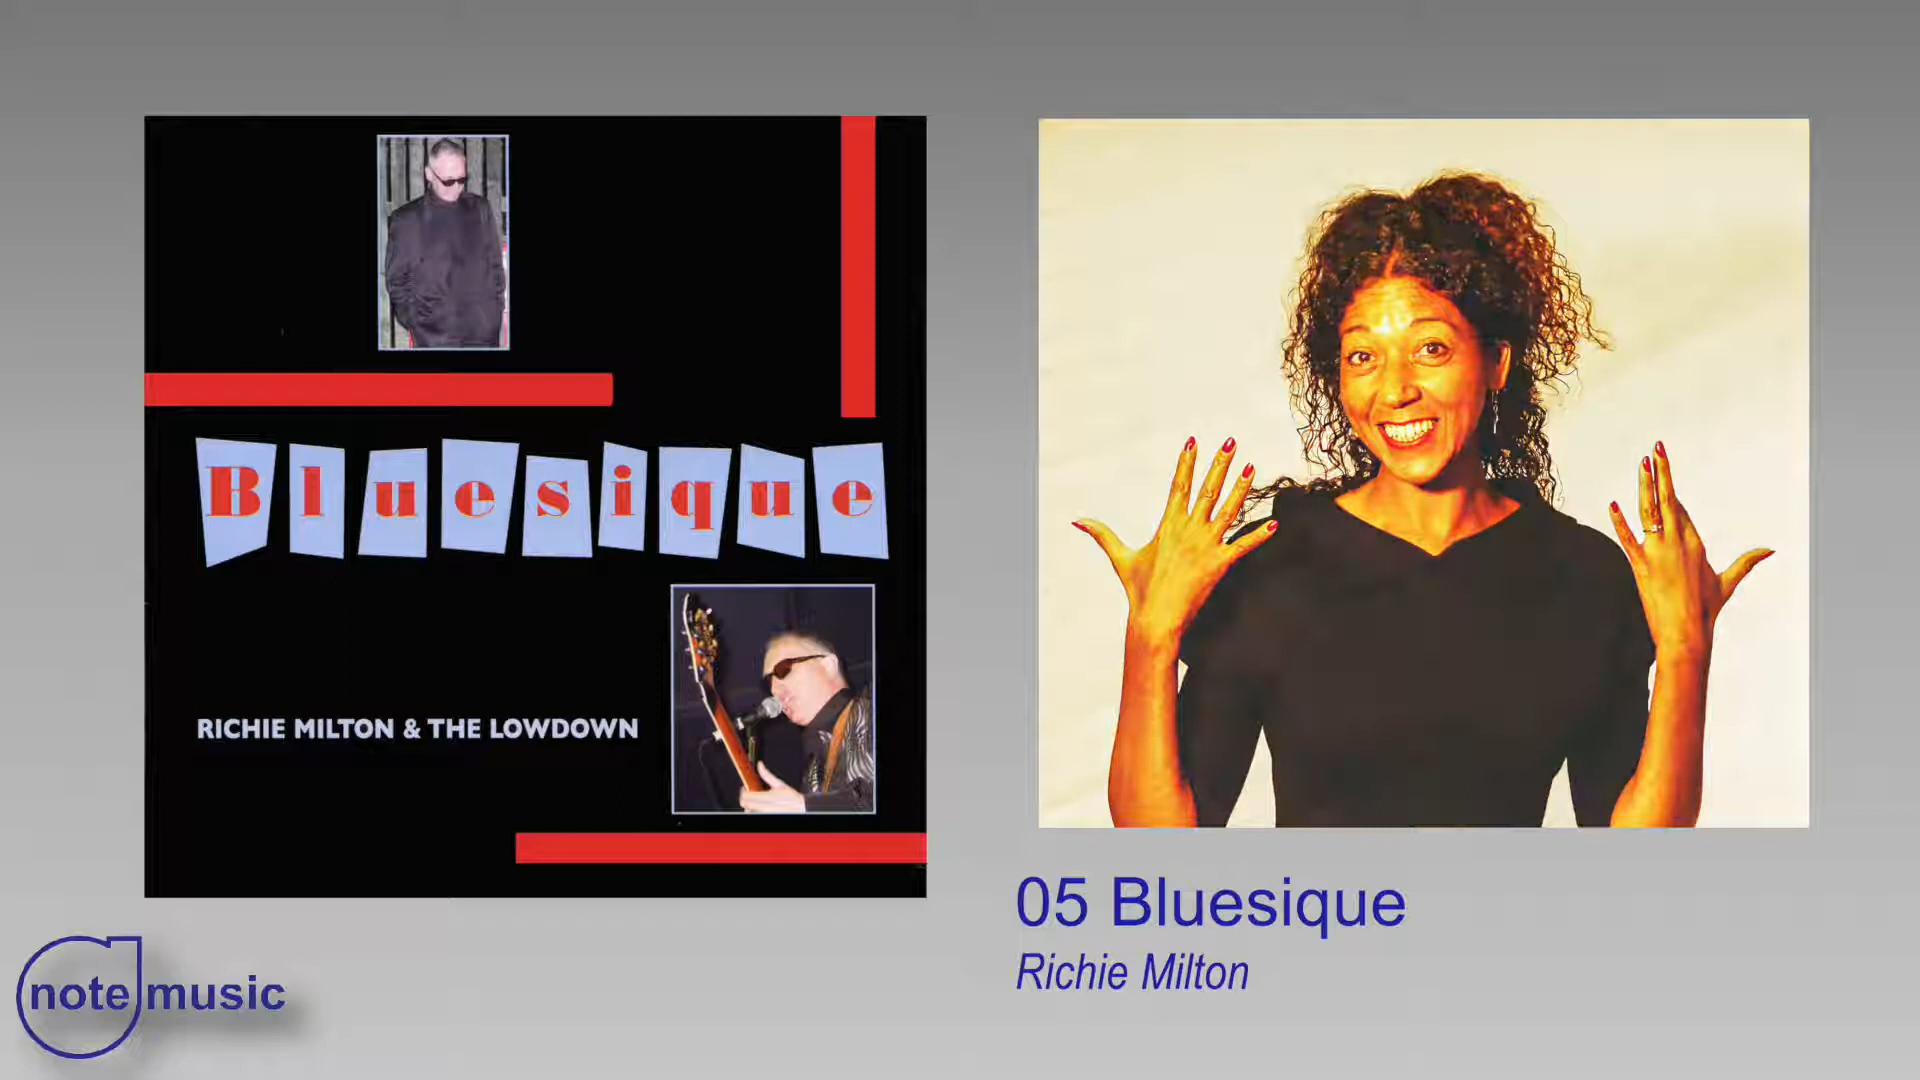 Bluesique
RICHIE MILTON & THE LOWDOWN
05 Bluesique
Richie Milton
note music